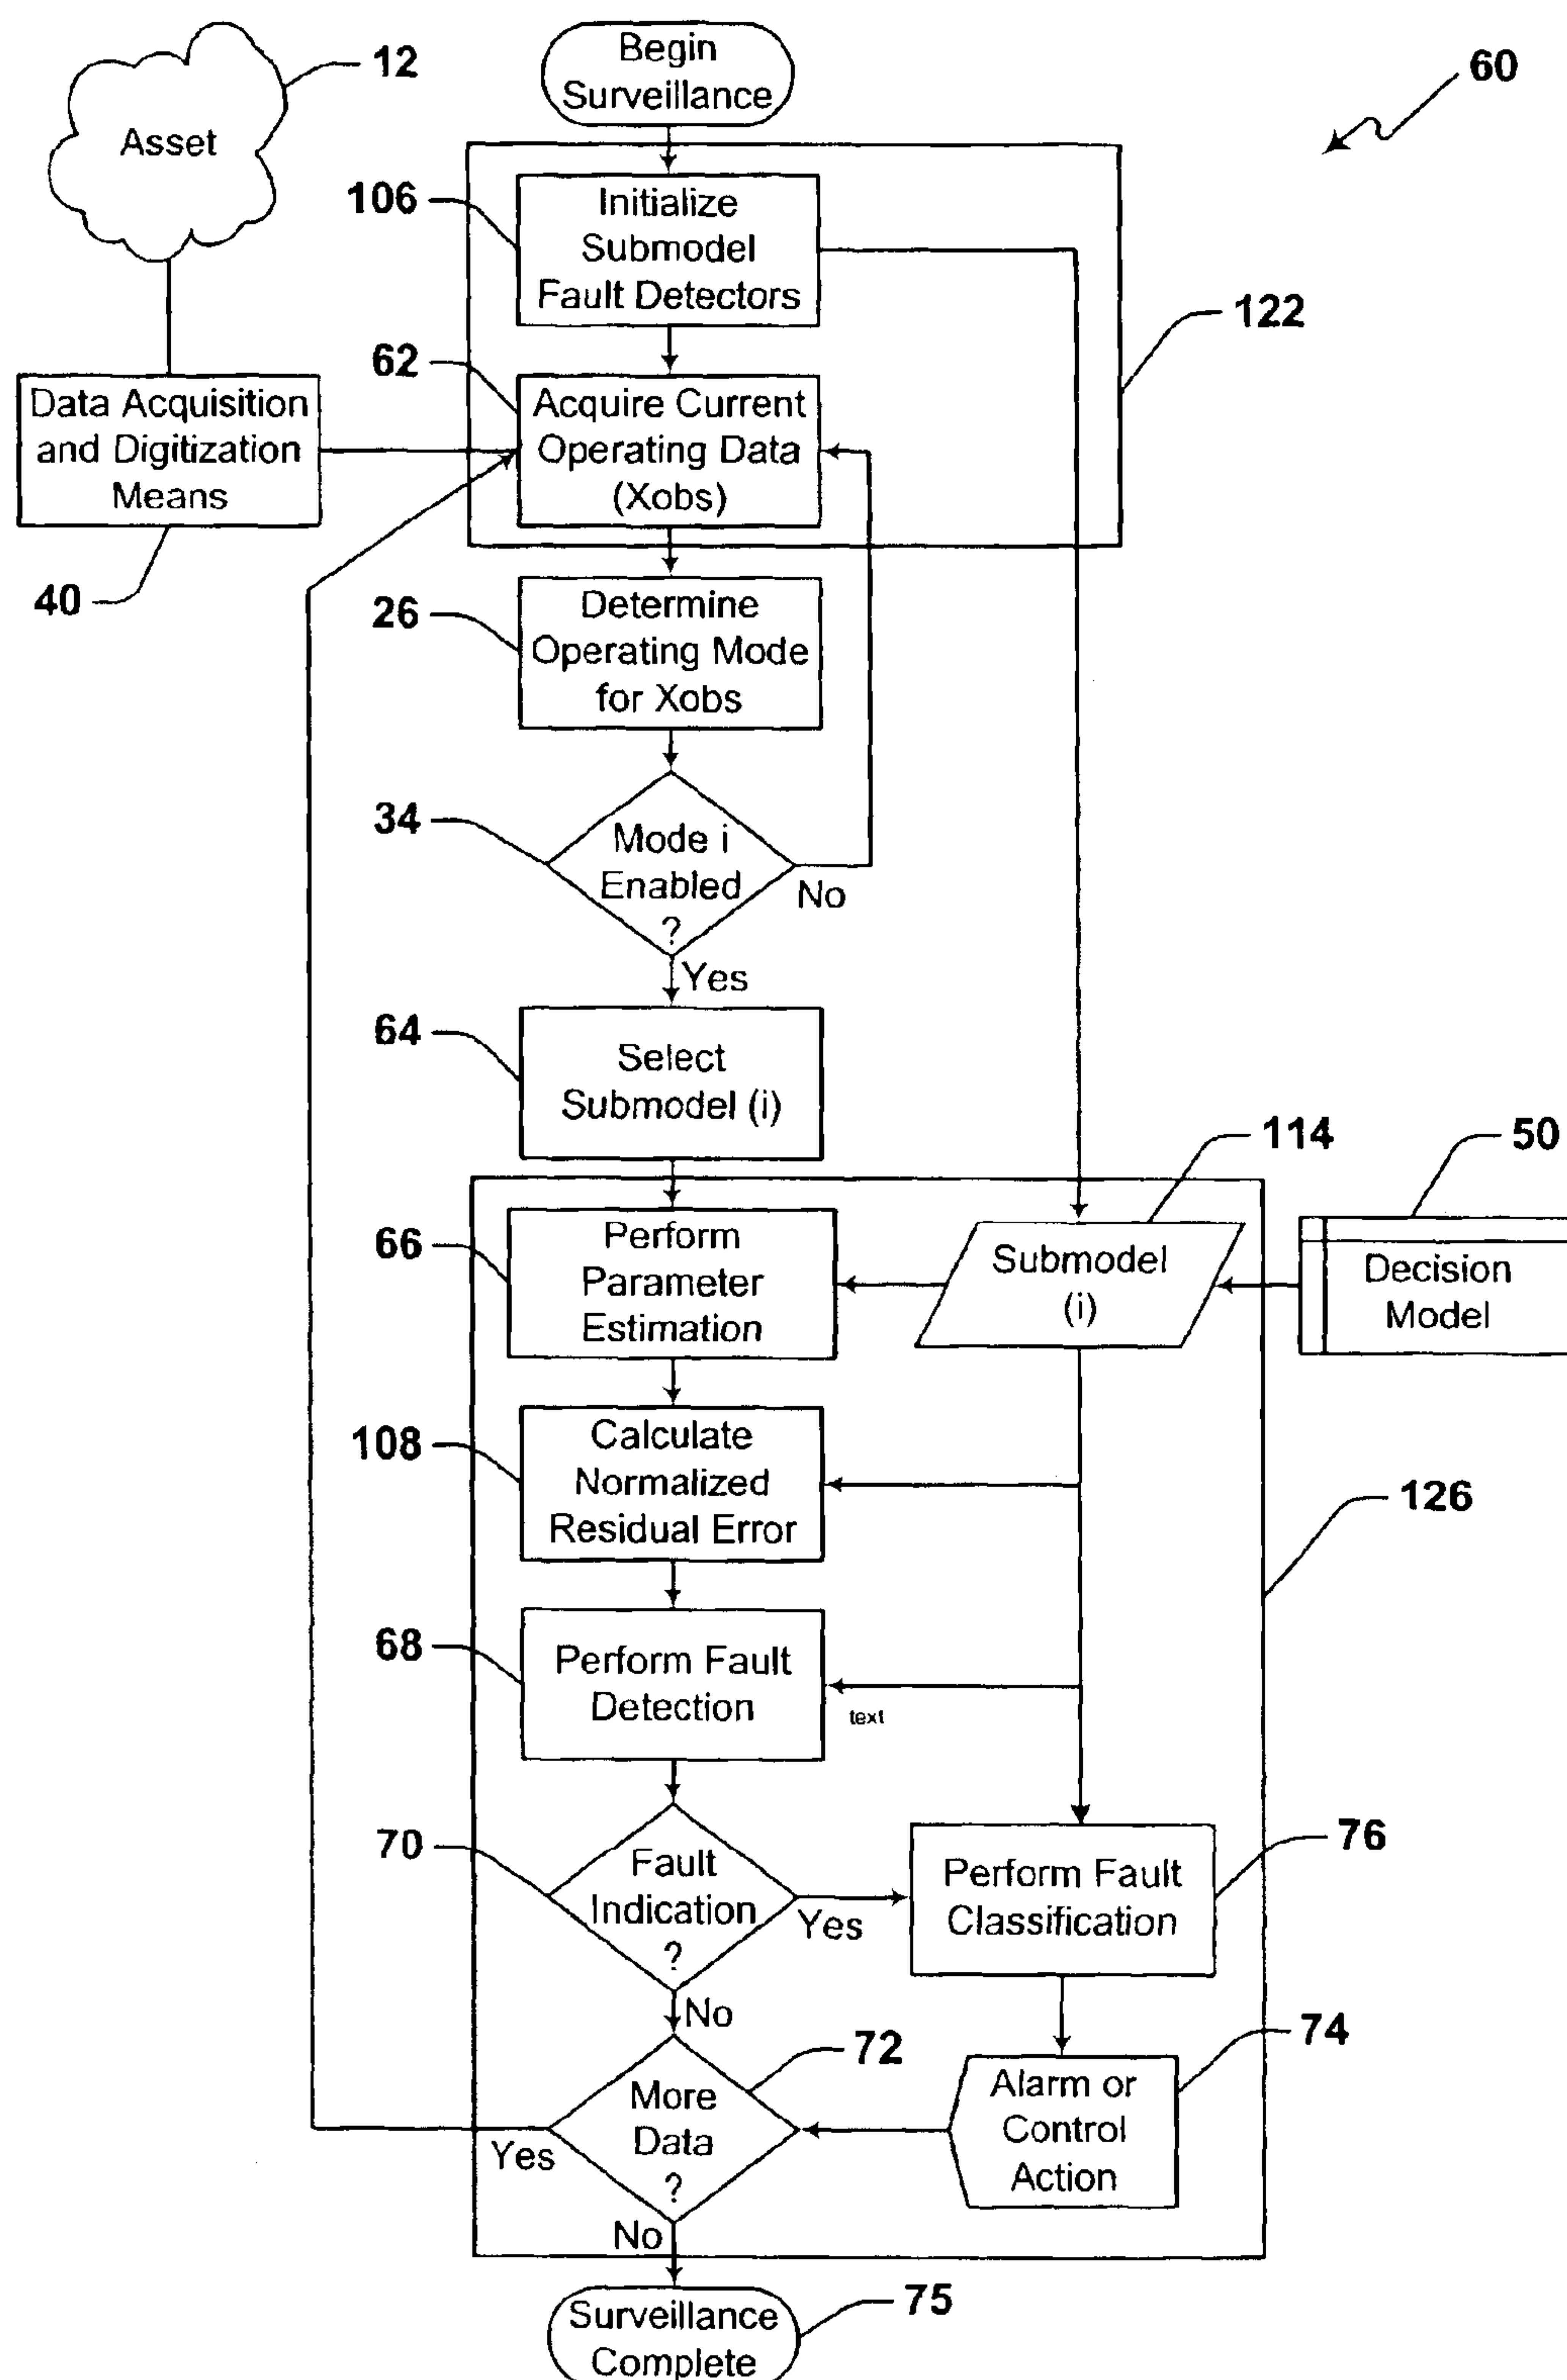 Begin
Surveillance
12
60
Asset
106
Initialize
Submodel
Fault Detectors
122
62
Data Acquisition
and Digitization
Means
Acquire Current
Operating Data
(Xobs)
40
26
Determine
Operating Mode
for Xobs
34
Mode i
Enabled
?
No
Yes
64
Select
Submodel (i)
114
50
66
Perform
Parameter
Estimation
Submodel
(i)
Decision
Model
108
Calculate
Normalized
Residual Error
126
68
Perform Fault
Detection
text
70
Fault
Indication
?
Yes
76
Perform Fault
Classification
No
72
74
More
Data
?
Yes
Alarm or
Control
Action
No
75
Surveillance
Complete